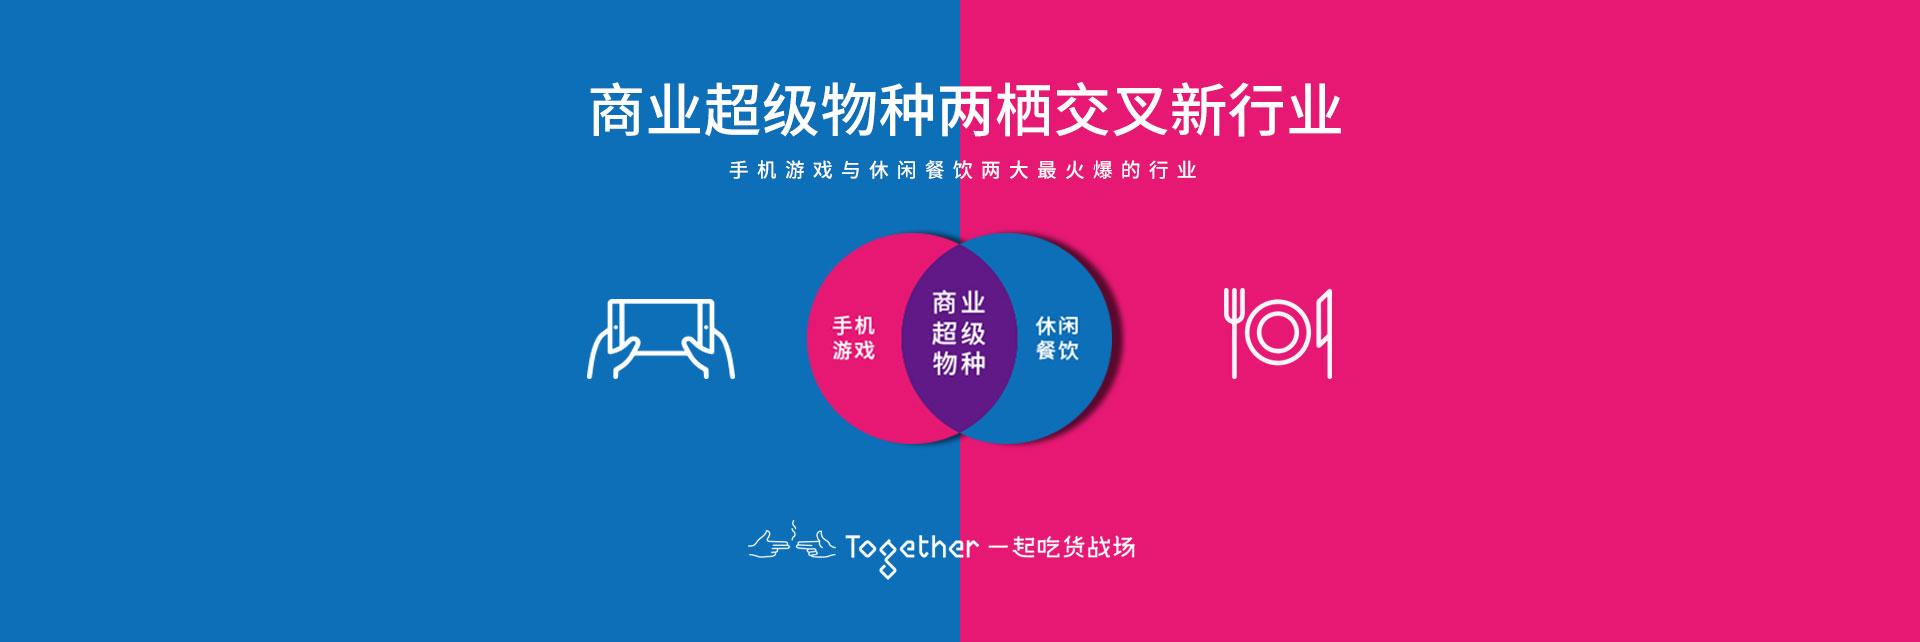 商业超级物种两栖交叉新行业
手机游戏与休闲餐饮两大最火爆的行业
手机
游戏
商业
超级
物种
休闲
餐饮
Together 一起吃货战场